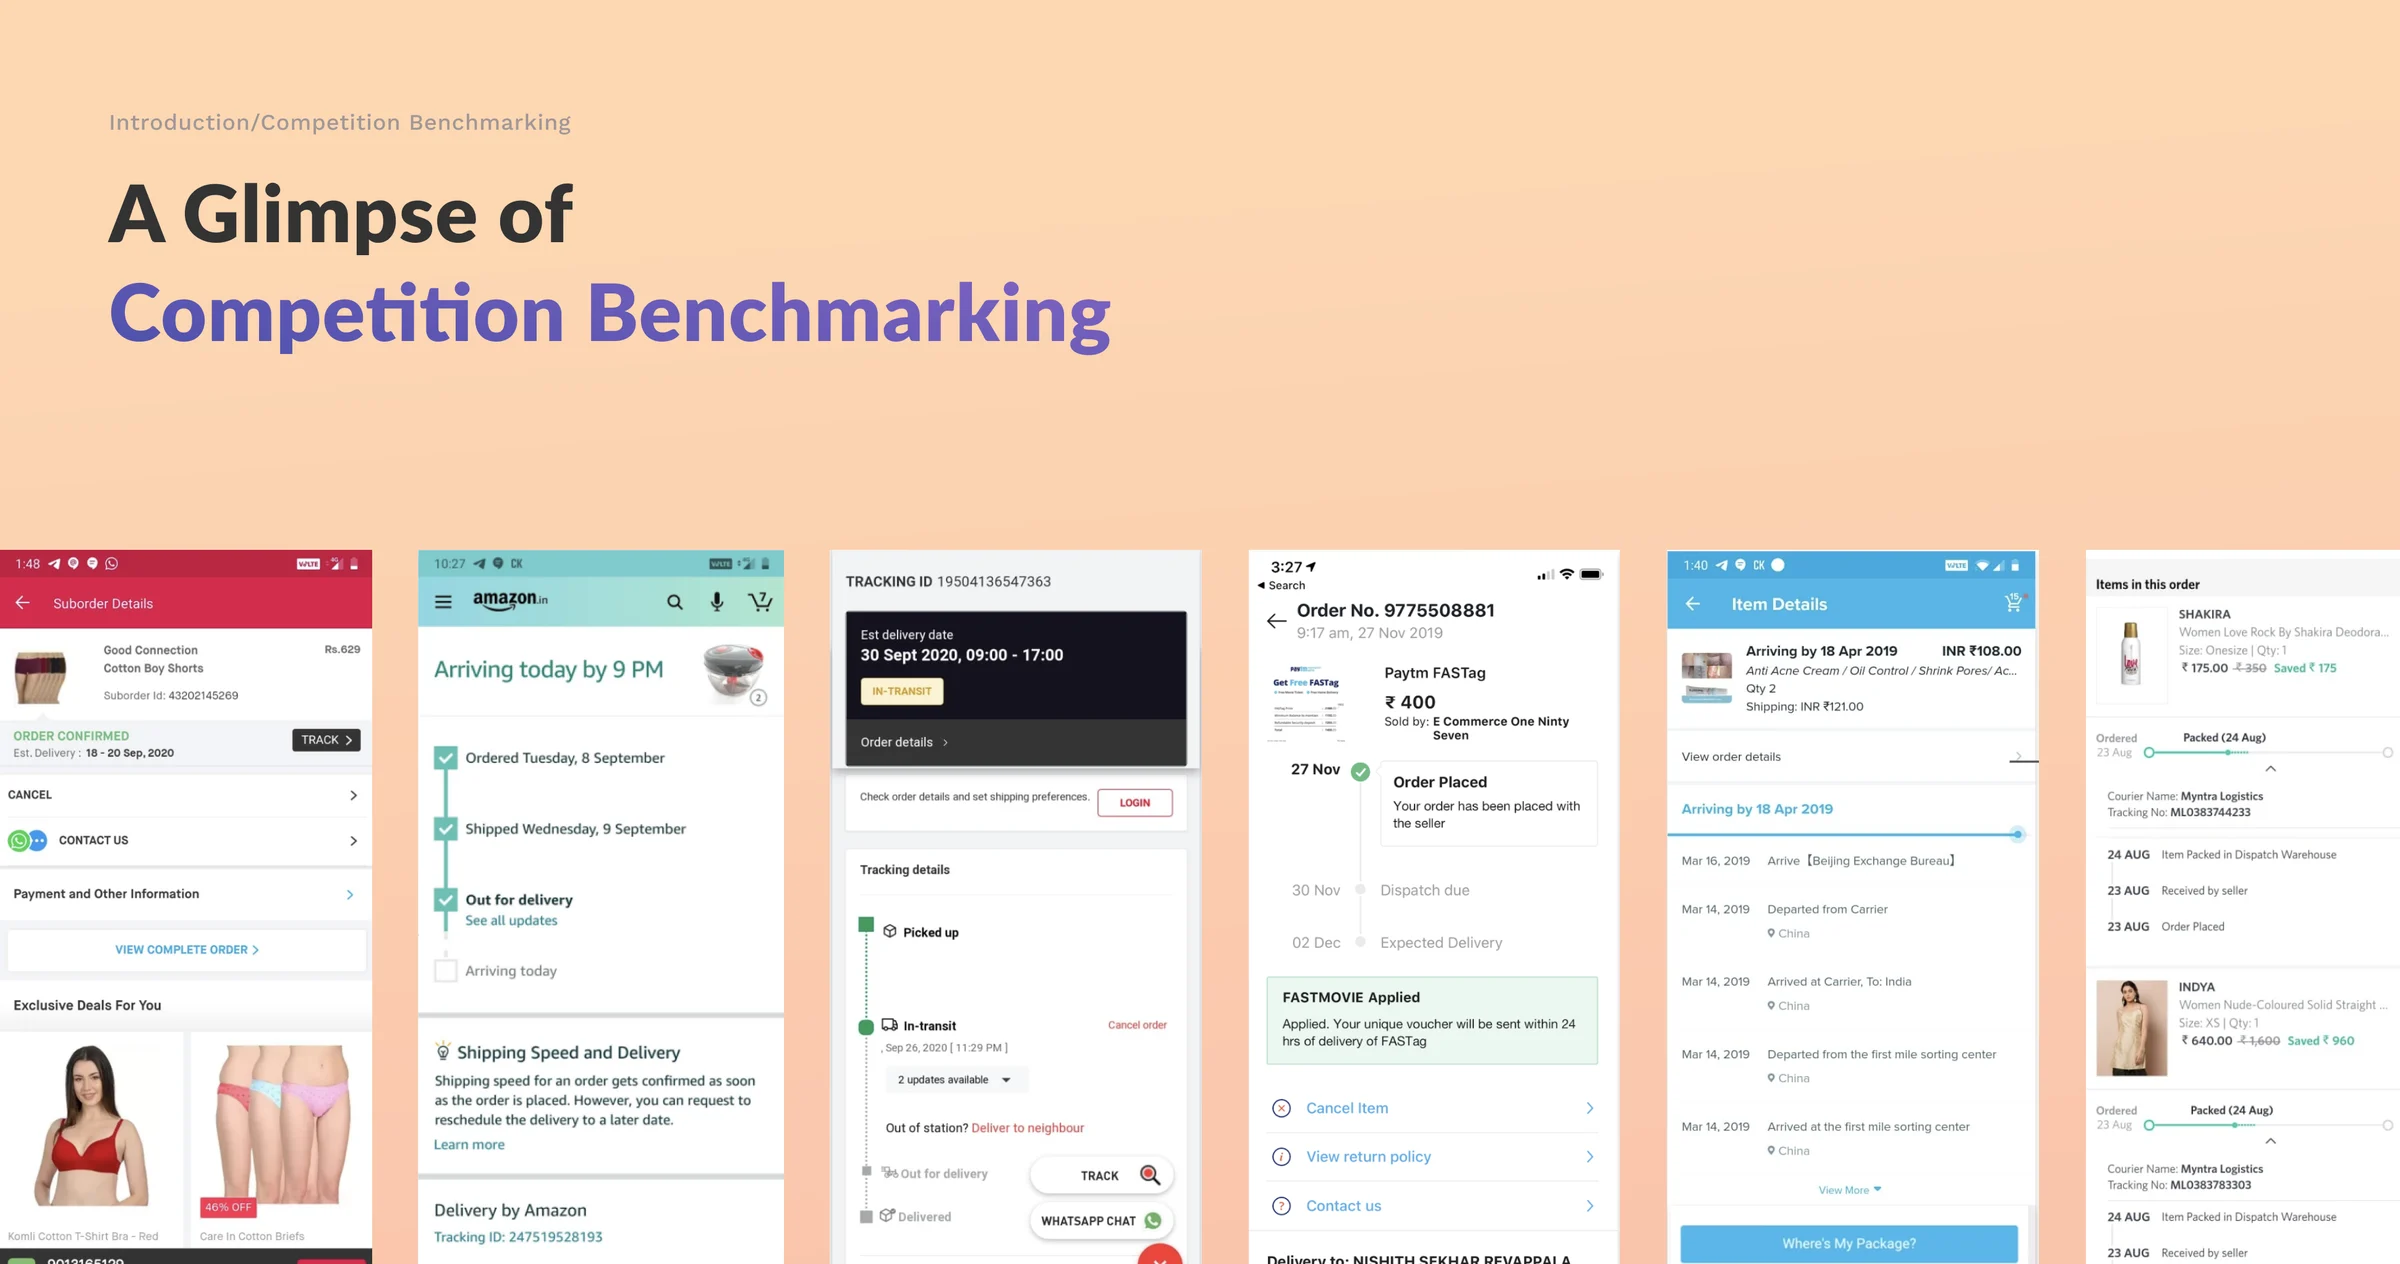 Introduction/Competition Benchmarking
A Glimpse of
Competition Benchmarking
1:48
VoLTE
4G
Suborder Details
Good Connection
Cotton Boy Shorts
Rs.629
Suborder Id: 43202145269
ORDER CONFIRMED
Est. Delivery : 18 - 20 Sep, 2020
TRACK
CANCEL
CONTACT US
Payment and Other Information
VIEW COMPLETE ORDER
Exclusive Deals For You
46% OFF
Komli Cotton T-Shirt Bra - Red
Care In Cotton Briefs
9013165129
10:27 CK
VoLTE
amazon.in
7
Arriving today by 9 PM
2
Ordered Tuesday, 8 September
Shipped Wednesday, 9 September
Out for delivery
See all updates
Arriving today
Shipping Speed and Delivery
Shipping speed for an order gets confirmed as soon
as the order is placed. However, you can request to
reschedule the delivery to a later date.
Learn more
Delivery by Amazon
Tracking ID: 247519528193
TRACKING ID 19504136547363
Est delivery date
30 Sept 2020, 09:00 - 17:00
IN-TRANSIT
Order details
Check order details and set shipping preferences.
LOGIN
Tracking details
Picked up
In-transit
Cancel order
, Sep 26, 2020 [ 11:29 PM ]
2 updates available
Out of station? Deliver to neighbour
Out for delivery
TRACK
Delivered
WHATSAPP CHAT
3:27
Search
Order No. 9775508881
9:17 am, 27 Nov 2019
Paytm
Get Free FASTag
Paytm FASTag
₹ 400
Sold by: E Commerce One Ninty
Seven
27 Nov
Order Placed
Your order has been placed with
the seller
30 Nov
Dispatch due
02 Dec
Expected Delivery
FASTMOVIE Applied
Applied. Your unique voucher will be sent within 24
hrs of delivery of FASTag
Cancel Item
View return policy
Contact us
Delivery to: NISHITH SEKHAR REVAPPALA
1:40 CK
VoLTE
Item Details
15
Arriving by 18 Apr 2019
INR ₹108.00
Anti Acne Cream / Oil Control / Shrink Pores/ Ac...
Qty 2
Shipping: INR ₹121.00
View order details
Arriving by 18 Apr 2019
Mar 16, 2019 Arrive【Beijing Exchange Bureau】
Mar 14, 2019 Departed from Carrier
China
Mar 14, 2019 Arrived at Carrier, To: India
China
Mar 14, 2019 Departed from the first mile sorting center
China
Mar 14, 2019 Arrived at the first mile sorting center
China
View More
Where's My Package?
Items in this order
SHAKIRA
Women Love Rock By Shakira Deodora...
Size: Onesize | Qty: 1
₹ 175.00 ₹ 350 Saved ₹ 175
Ordered
23 Aug
Packed (24 Aug)
Courier Name: Myntra Logistics
Tracking No: ML0383744233
24 AUG Item Packed in Dispatch Warehouse
23 AUG Received by seller
23 AUG Order Placed
INDYA
Women Nude-Coloured Solid Straight ...
Size: XS | Qty: 1
₹ 640.00 ₹ 1,600 Saved ₹ 960
Ordered
23 Aug
Packed (24 Aug)
Courier Name: Myntra Logistics
Tracking No: ML0383783303
24 AUG Item Packed in Dispatch Warehouse
23 AUG Received by seller